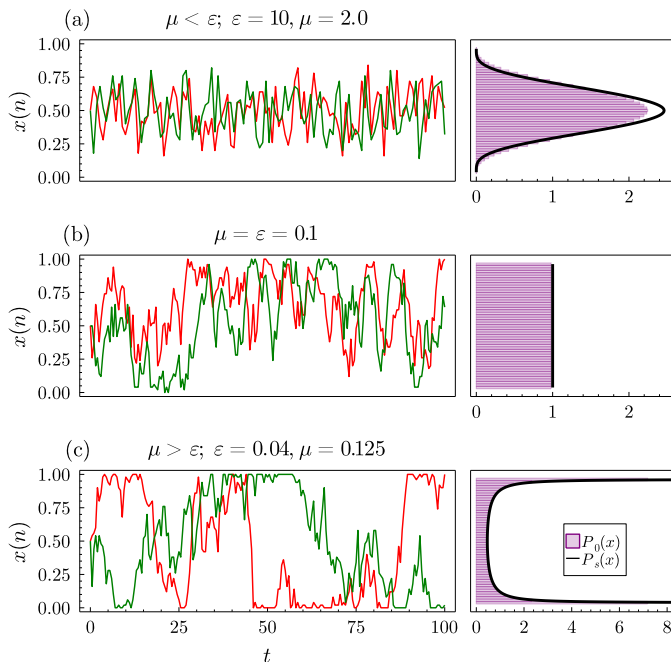 (a) μ < ε; ε = 10, μ = 2.0
1.00
0.75
0.50
0.25
0.00
x(n)
0 1 2
(b) μ = ε = 0.1
1.00
0.75
0.50
0.25
0.00
x(n)
0 1 2
(c) μ > ε; ε = 0.04, μ = 0.125
1.00
0.75
0.50
0.25
0.00
x(n)
P_0(x)
P_s(x)
0 25 50 75 100
0 2 4 6 8
t